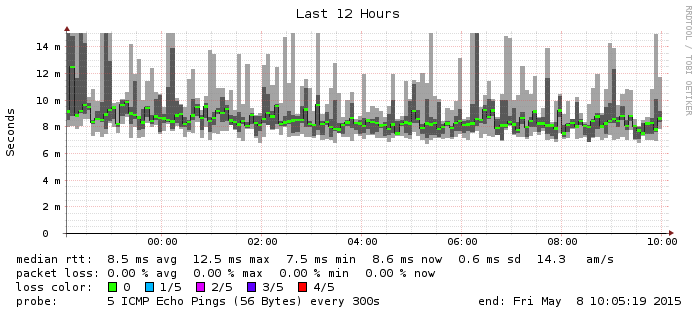 Last 12 Hours
RRDTOOL / TOBI OETIKER
Seconds
14 m
12 m
10 m
8 m
6 m
4 m
2 m
0
00:00 02:00 04:00 06:00 08:00 10:00
median rtt: 8.5 ms avg 12.5 ms max 7.5 ms min 8.6 ms now 0.6 ms sd 14.3 am/s
packet loss: 0.00 % avg 0.00 % max 0.00 % min 0.00 % now
loss color: 0 1/5 2/5 3/5 4/5
probe: 5 ICMP Echo Pings (56 Bytes) every 300s end: Fri May 8 10:05:19 2015